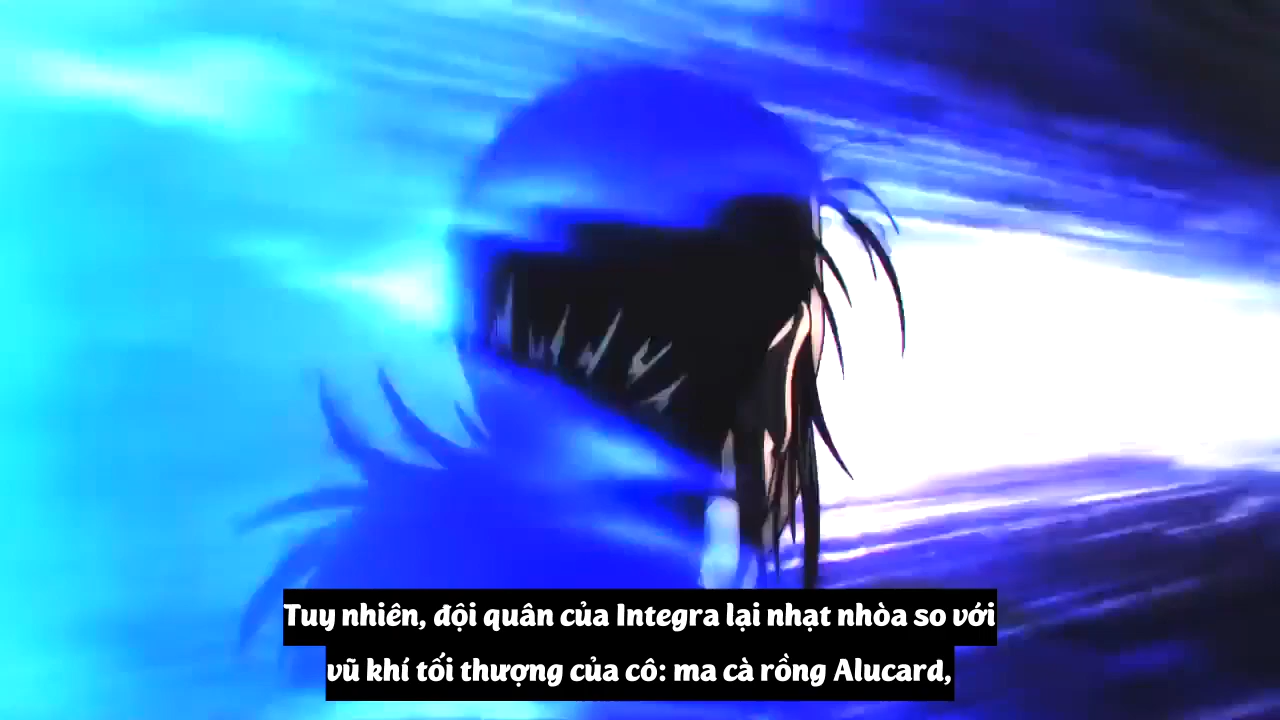 Tuy nhiên, đội quân của Integra lại nhạt nhòa so với
vũ khí tối thượng của cô: ma cà rồng Alucard,